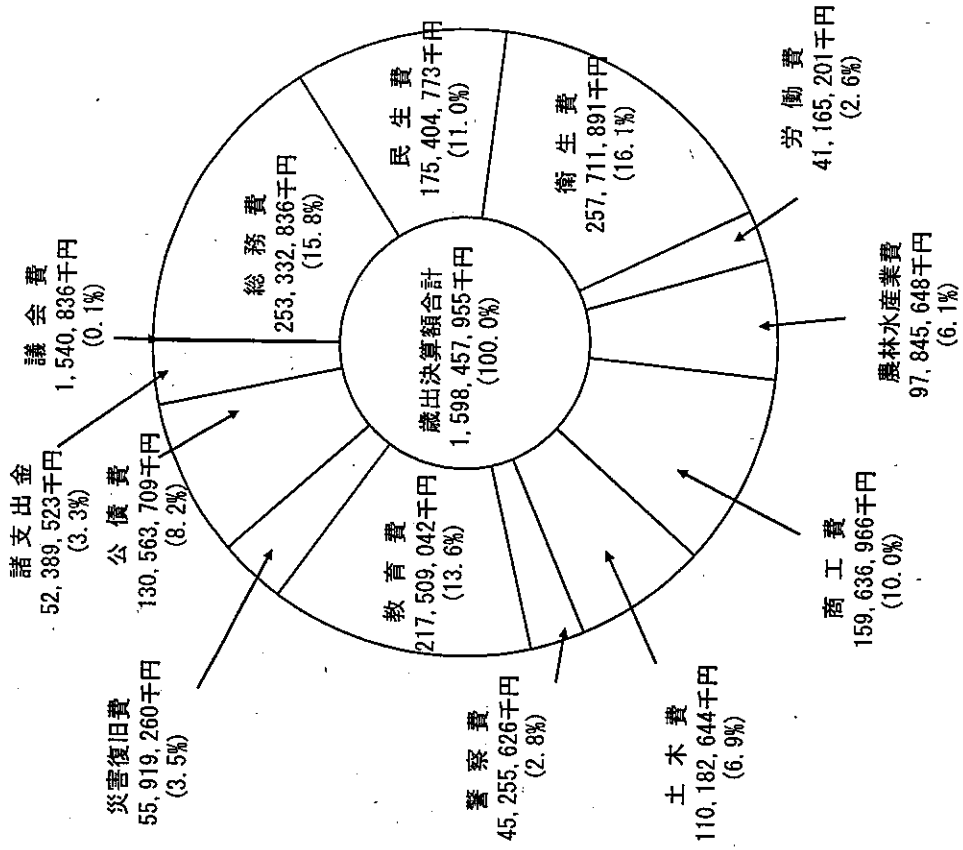 議会費
1,540,836千円
(0.1%)
総務費
253,332,836千円
(15.8%)
民生費
175,404,773千円
(11.0%)
衛生費
257,711,891千円
(16.1%)
労働費
41,165,201千円
(2.6%)
農林水産業費
97,845,648千円
(6.1%)
商工費
159,636,966千円
(10.0%)
土木費
110,182,644千円
(6.9%)
警察費
45,255,626千円
(2.8%)
教育費
217,509,042千円
(13.6%)
災害復旧費
55,919,260千円
(3.5%)
公債費
130,563,709千円
(8.2%)
諸支出金
52,389,523千円
(3.3%)
歳出決算額合計
1,598,457,955千円
(100.0%)